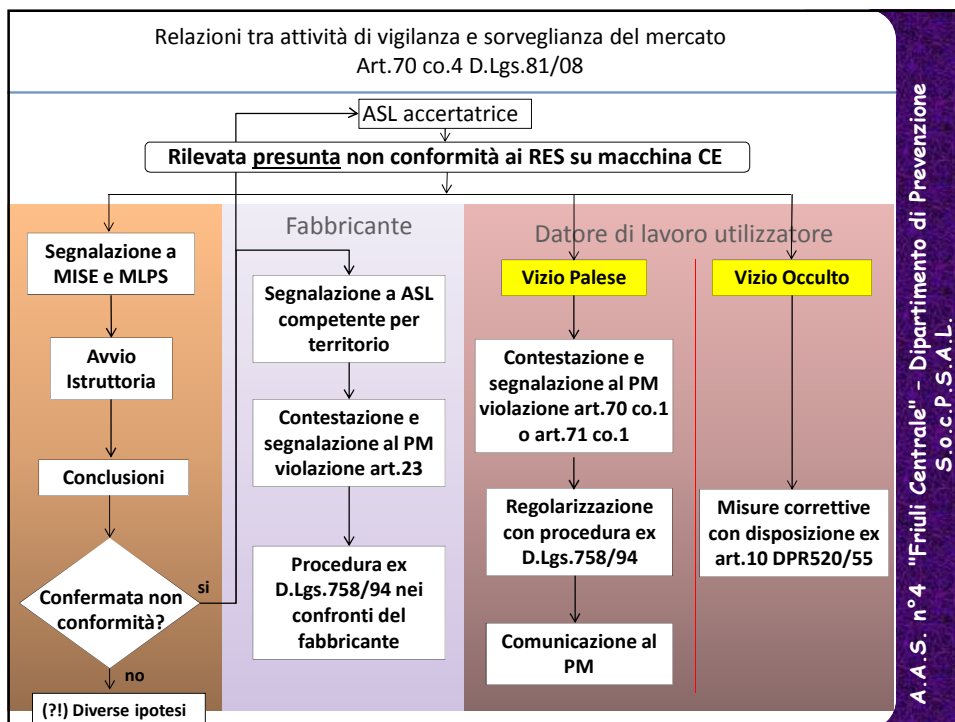 Relazioni tra attività di vigilanza e sorveglianza del mercato
Art.70 co.4 D.Lgs.81/08
ASL accertatrice
Rilevata presunta non conformità ai RES su macchina CE
Segnalazione a
MISE e MLPS
Avvio
Istruttoria
Conclusioni
Confermata non
conformità?
si
no
(?!) Diverse ipotesi
Fabbricante
Segnalazione a ASL
competente per
territorio
Contestazione e
segnalazione al PM
violazione art.23
Procedura ex
D.Lgs.758/94 nei
confronti del
fabbricante
Datore di lavoro utilizzatore
Vizio Palese
Contestazione e
segnalazione al PM
violazione art.70 co.1
o art.71 co.1
Regolarizzazione
con procedura ex
D.Lgs.758/94
Comunicazione al
PM
Vizio Occulto
Misure correttive
con disposizione ex
art.10 DPR520/55
A.A.S. n°4 "Friuli Centrale" - Dipartimento di Prevenzione
S.o.c.P.S.A.L.